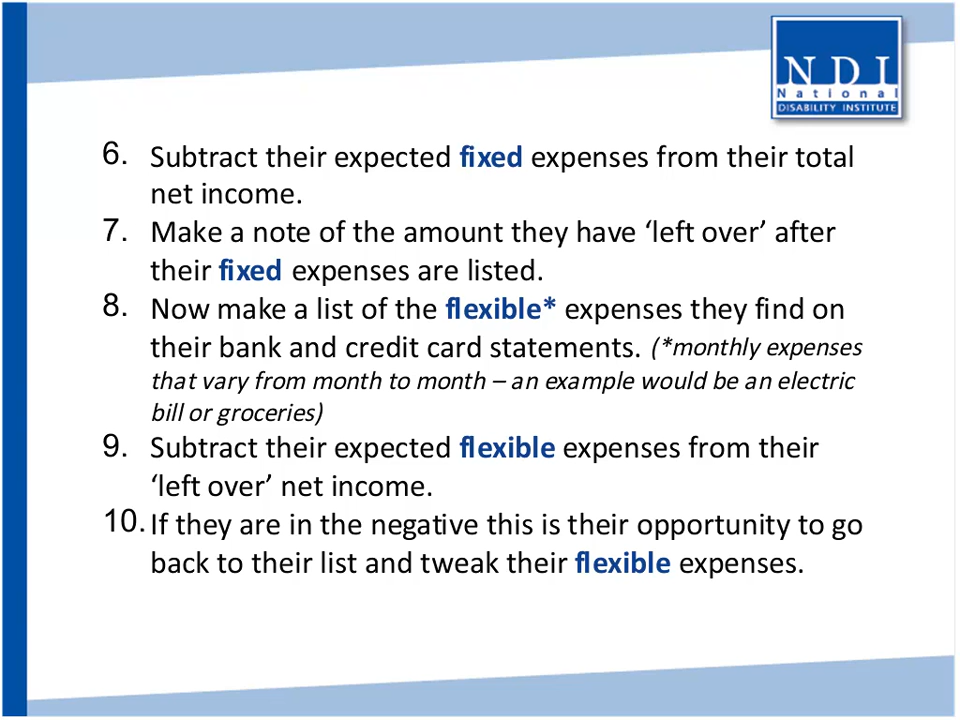 NDI
National
DISABILITY INSTITUTE
6. Subtract their expected fixed expenses from their total
net income.
7. Make a note of the amount they have ‘left over’ after
their fixed expenses are listed.
8. Now make a list of the flexible* expenses they find on
their bank and credit card statements. (*monthly expenses
that vary from month to month – an example would be an electric
bill or groceries)
9. Subtract their expected flexible expenses from their
‘left over’ net income.
10. If they are in the negative this is their opportunity to go
back to their list and tweak their flexible expenses.